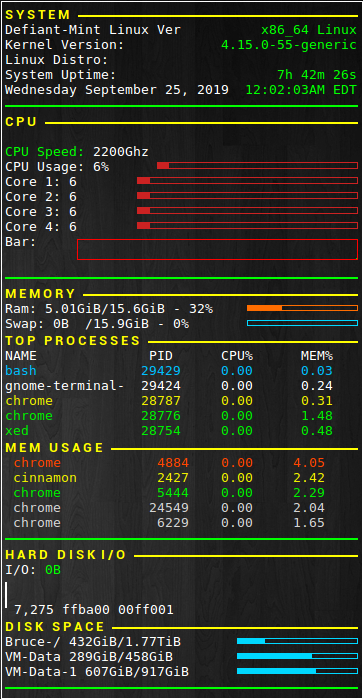 SYSTEM
Defiant-Mint Linux Ver x86_64 Linux
Kernel Version: 4.15.0-55-generic
Linux Distro:
System Uptime: 7h 42m 26s
Wednesday September 25, 2019 12:02:03AM EDT
CPU
CPU Speed: 2200Ghz
CPU Usage: 6%
Core 1: 6
Core 2: 6
Core 3: 6
Core 4: 6
Bar:
MEMORY
Ram: 5.01GiB/15.6GiB - 32%
Swap: 0B /15.9GiB - 0%
TOP PROCESSES
NAME PID CPU% MEM%
bash 29429 0.00 0.03
gnome-terminal- 29424 0.00 0.24
chrome 28787 0.00 0.31
chrome 28776 0.00 1.48
xed 28754 0.00 0.48
MEM USAGE
chrome 4884 0.00 4.05
cinnamon 2427 0.00 2.42
chrome 5444 0.00 2.29
chrome 24549 0.00 2.04
chrome 6229 0.00 1.65
HARD DISK I/O
I/O: 0B
7,275 ffba00 00ff001
DISK SPACE
Bruce-/ 432GiB/1.77TiB
VM-Data 289GiB/458GiB
VM-Data-1 607GiB/917GiB